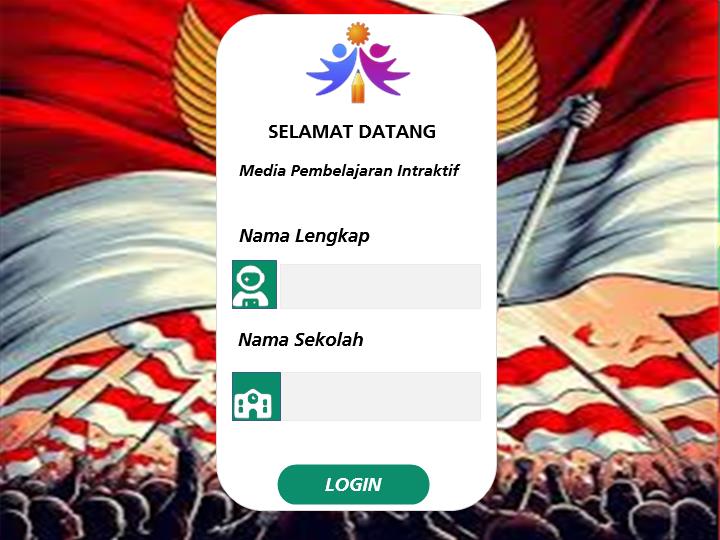 SELAMAT DATANG
Media Pembelajaran Intraktif
Nama Lengkap
Nama Sekolah
LOGIN